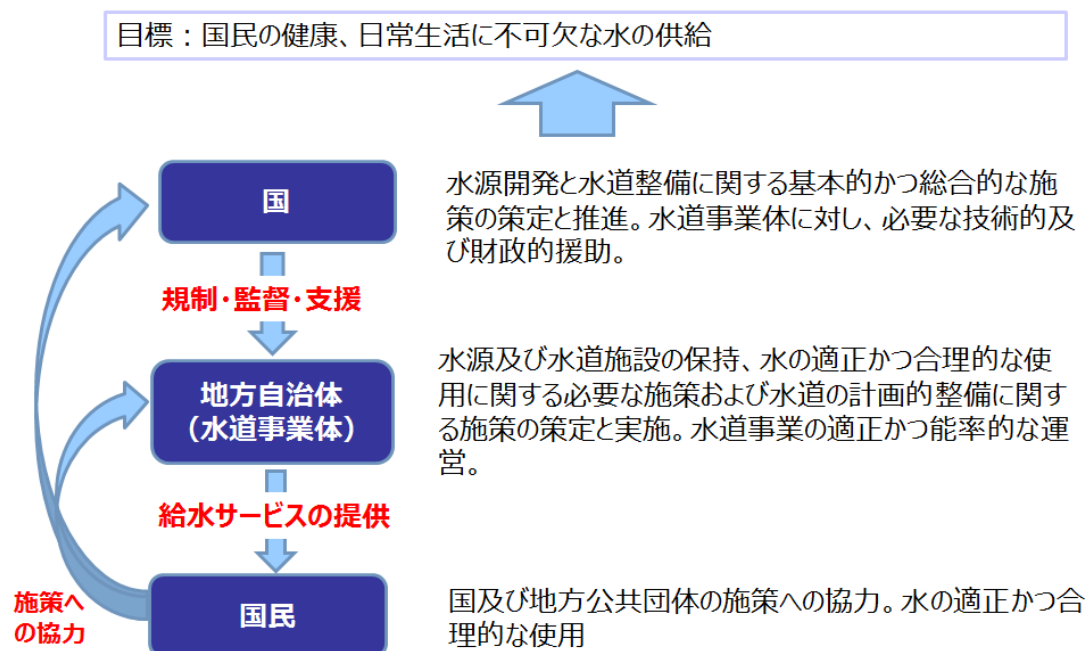 目標：国民の健康、日常生活に不可欠な水の供給
国
水源開発と水道整備に関する基本的かつ総合的な施
策の策定と推進。水道事業体に対し、必要な技術的及
び財政的援助。
規制・監督・支援
地方自治体
（水道事業体）
水源及び水道施設の保持、水の適正かつ合理的な使
用に関する必要な施策および水道の計画的整備に関す
る施策の策定と実施。水道事業の適正かつ能率的な運
営。
給水サービスの提供
施策へ
の協力
国民
国及び地方公共団体の施策への協力。水の適正かつ合
理的な使用